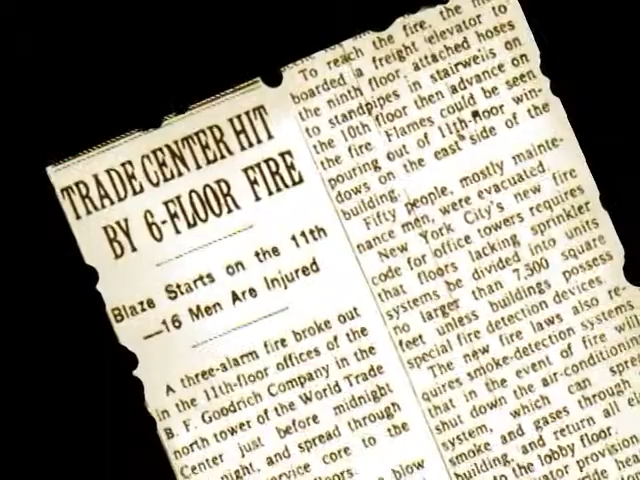 TRADE CENTER HIT
BY 6-FLOOR FIRE
Blaze Starts on the 11th
—16 Men Are Injured
A three-alarm fire broke out
in the 11th-floor offices of the
B. F. Goodrich Company in the
north tower of the World Trade
Center just before midnight
night, and spread through
service core to the
floors.
blow
To reach the fire, the
boarded a freight elevator to
the ninth floor, attached hoses
to standpipes in stairwells on
the 10th floor then advance on
the fire. Flames could be seen
pouring out of 11th-floor win-
dows on the east side of the
building.
Fifty people, mostly mainte-
nance men, were evacuated.
New York City's new fire
code for office towers requires
that floors lacking sprinkler
systems be divided into units
no larger than 7,500 square
feet unless buildings possess
special fire detection devices.
The new fire laws also re-
quires smoke-detection systems
that in the event of fire will
shut down the air-conditioning
system, which can
smoke and gases through
building, and return all
to the lobby floor.